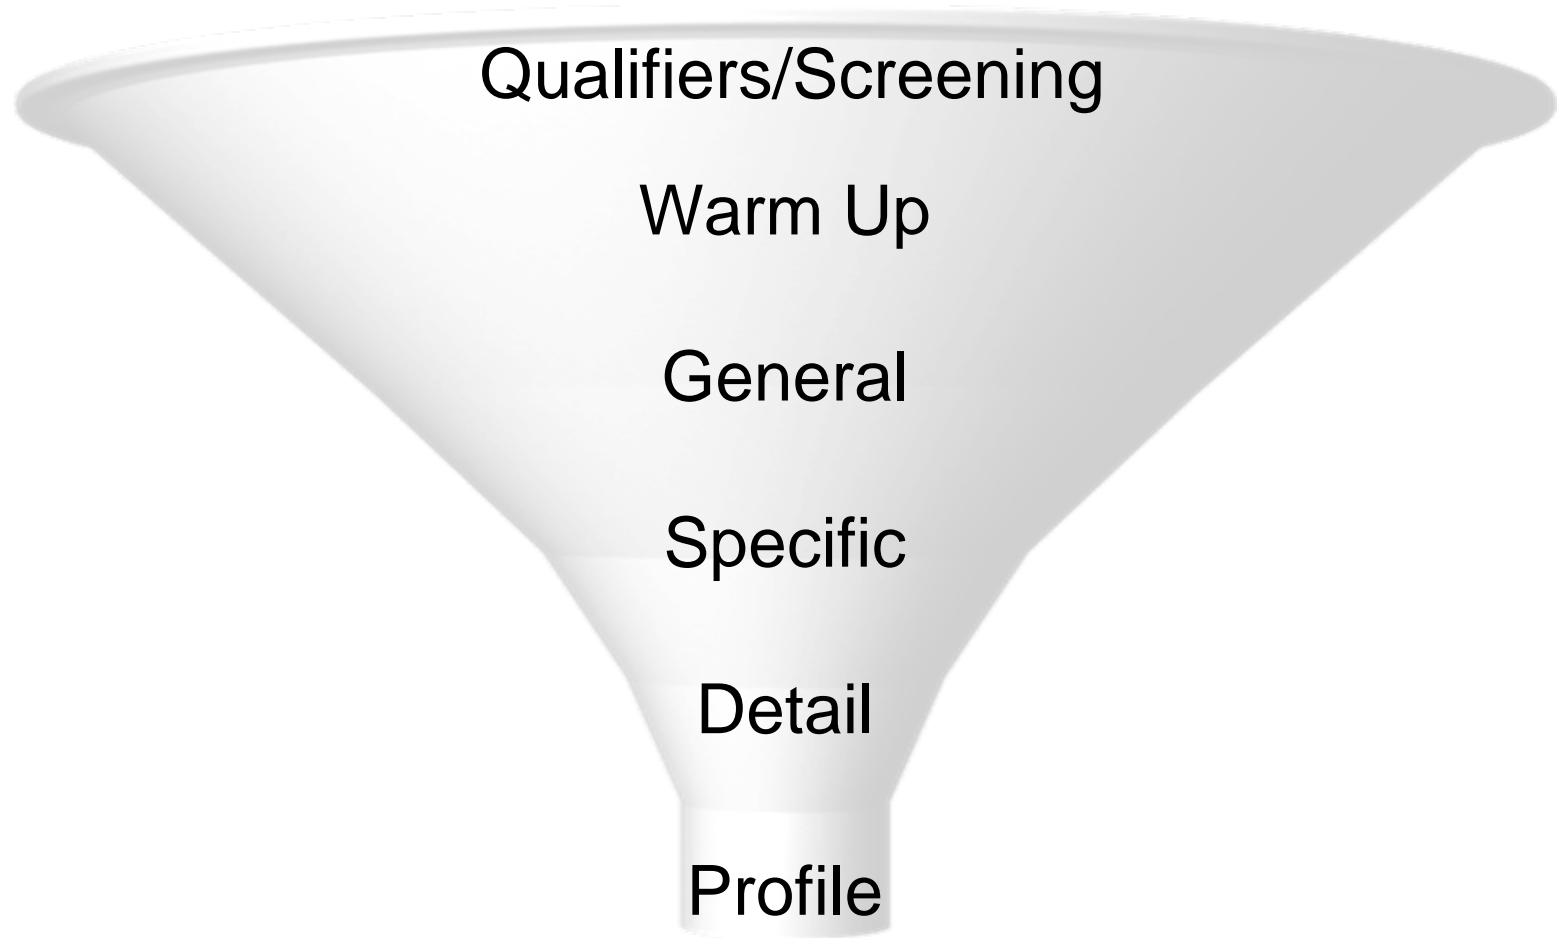 Qualifiers/Screening
Warm Up
General
Specific
Detail
Profile